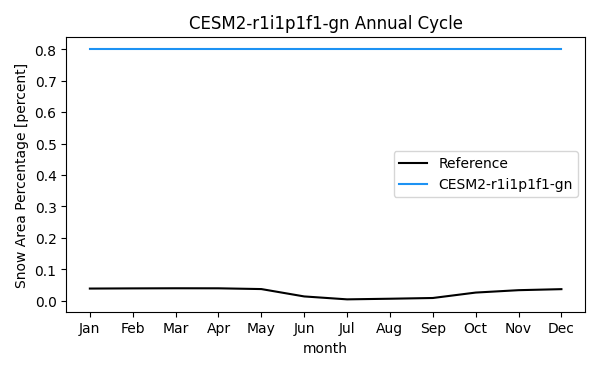 CESM2-r1i1p1f1-gn Annual Cycle
Snow Area Percentage [percent]
0.8
0.7
0.6
0.5
0.4
0.3
0.2
0.1
0.0
Reference
CESM2-r1i1p1f1-gn
Jan Feb Mar Apr May Jun Jul Aug Sep Oct Nov Dec
month